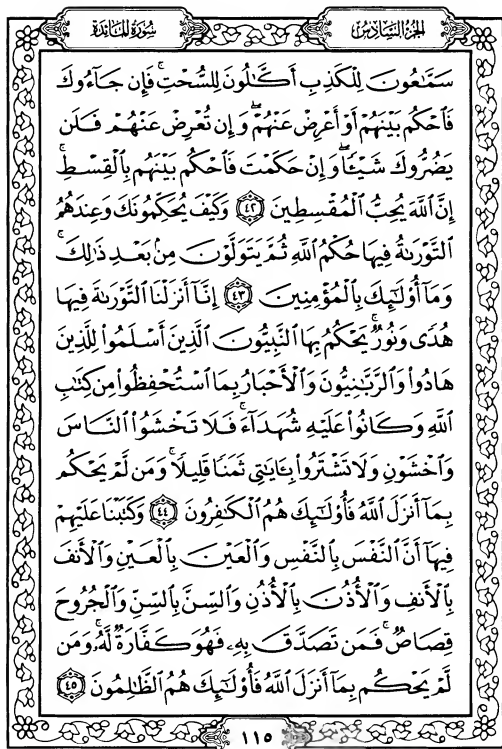 الجزء السادس
سورة المائدة
سَمَّٰعُونَ لِلْكَذِبِ أَكَّٰلُونَ لِلسُّحْتِ ۚ فَإِن جَآءُوكَ
فَٱحْكُم بَيْنَهُمْ أَوْ أَعْرِضْ عَنْهُمْ ۖ وَإِن تُعْرِضْ عَنْهُمْ فَلَن
يَضُرُّوكَ شَيْـًٔا ۖ وَإِنْ حَكَمْتَ فَٱحْكُم بَيْنَهُم بِٱلْقِسْطِ ۚ
إِنَّ ٱللَّهَ يُحِبُّ ٱلْمُقْسِطِينَ ٤٢ وَكَيْفَ يُحَكِّمُونَكَ وَعِندَهُمُ
ٱلتَّوْرَىٰةُ فِيهَا حُكْمُ ٱللَّهِ ثُمَّ يَتَوَلَّوْنَ مِنۢ بَعْدِ ذَٰلِكَ ۚ
وَمَآ أُو۟لَٰٓئِكَ بِٱلْمُؤْمِنِينَ ٤٣ إِنَّآ أَنزَلْنَا ٱلتَّوْرَىٰةَ فِيهَا
هُدًى وَنُورٌ ۚ يَحْكُمُ بِهَا ٱلنَّبِيُّونَ ٱلَّذِينَ أَسْلَمُوا۟ لِلَّذِينَ
هَادُوا۟ وَٱلرَّبَّٰنِيُّونَ وَٱلْأَحْبَارُ بِمَا ٱسْتُحْفِظُوا۟ مِن كِتَٰبِ
ٱللَّهِ وَكَانُوا۟ عَلَيْهِ شُهَدَآءَ ۚ فَلَا تَخْشَوُا۟ ٱلنَّاسَ
وَٱخْشَوْنِ وَلَا تَشْتَرُوا۟ بِـَٔايَٰتِى ثَمَنًا قَلِيلًا ۚ وَمَن لَّمْ يَحْكُم
بِمَآ أَنزَلَ ٱللَّهُ فَأُو۟لَٰٓئِكَ هُمُ ٱلْكَٰفِرُونَ ٤٤ وَكَتَبْنَا عَلَيْهِمْ
فِيهَآ أَنَّ ٱلنَّفْسَ بِٱلنَّفْسِ وَٱلْعَيْنَ بِٱلْعَيْنِ وَٱلْأَنفَ
بِٱلْأَنفِ وَٱلْأُذُنَ بِٱلْأُذُنِ وَٱلسِّنَّ بِٱلسِّنِّ وَٱلْجُرُوحَ
قِصَاصٌ ۚ فَمَن تَصَدَّقَ بِهِۦ فَهُوَ كَفَّارَةٌ لَّهُۥ ۚ وَمَن
لَّمْ يَحْكُم بِمَآ أَنزَلَ ٱللَّهُ فَأُو۟لَٰٓئِكَ هُمُ ٱلظَّٰلِمُونَ ٤٥
١١٥